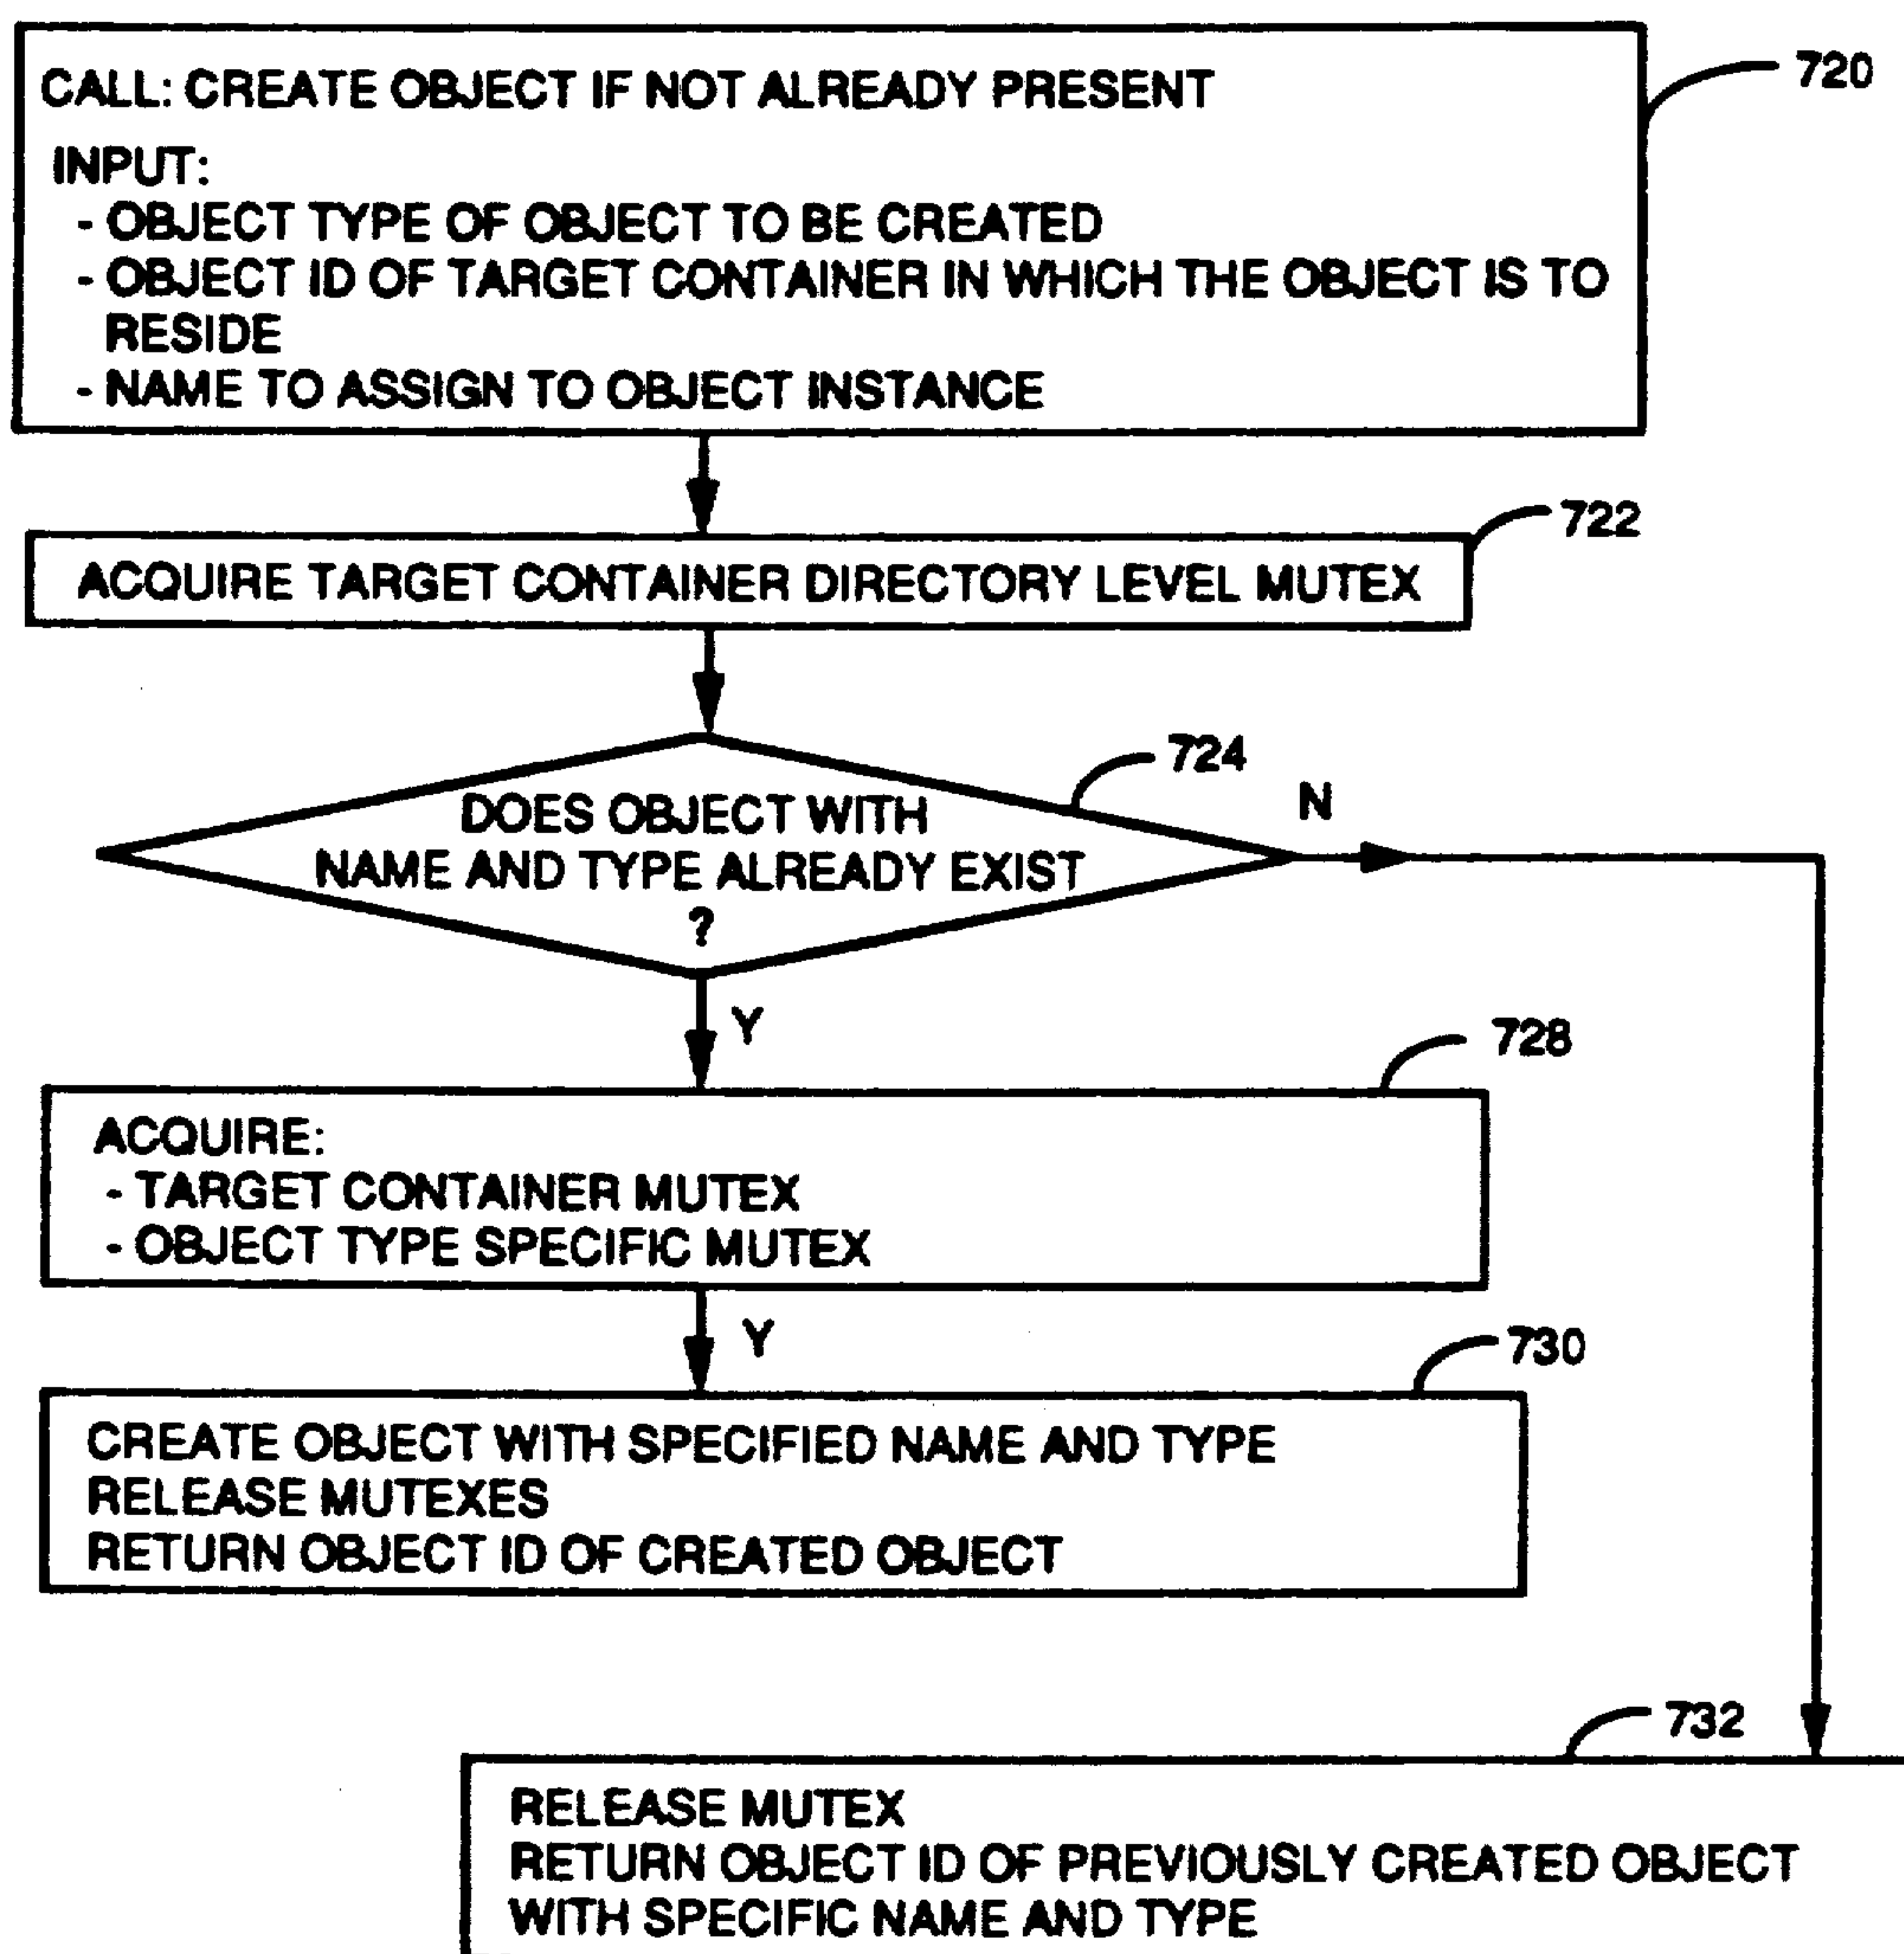 CALL: CREATE OBJECT IF NOT ALREADY PRESENT
720
INPUT:
- OBJECT TYPE OF OBJECT TO BE CREATED
- OBJECT ID OF TARGET CONTAINER IN WHICH THE OBJECT IS TO
RESIDE
- NAME TO ASSIGN TO OBJECT INSTANCE
722
ACQUIRE TARGET CONTAINER DIRECTORY LEVEL MUTEX
724
N
DOES OBJECT WITH
NAME AND TYPE ALREADY EXIST
?
Y
728
ACQUIRE:
- TARGET CONTAINER MUTEX
- OBJECT TYPE SPECIFIC MUTEX
Y
730
CREATE OBJECT WITH SPECIFIED NAME AND TYPE
RELEASE MUTEXES
RETURN OBJECT ID OF CREATED OBJECT
732
RELEASE MUTEX
RETURN OBJECT ID OF PREVIOUSLY CREATED OBJECT
WITH SPECIFIC NAME AND TYPE